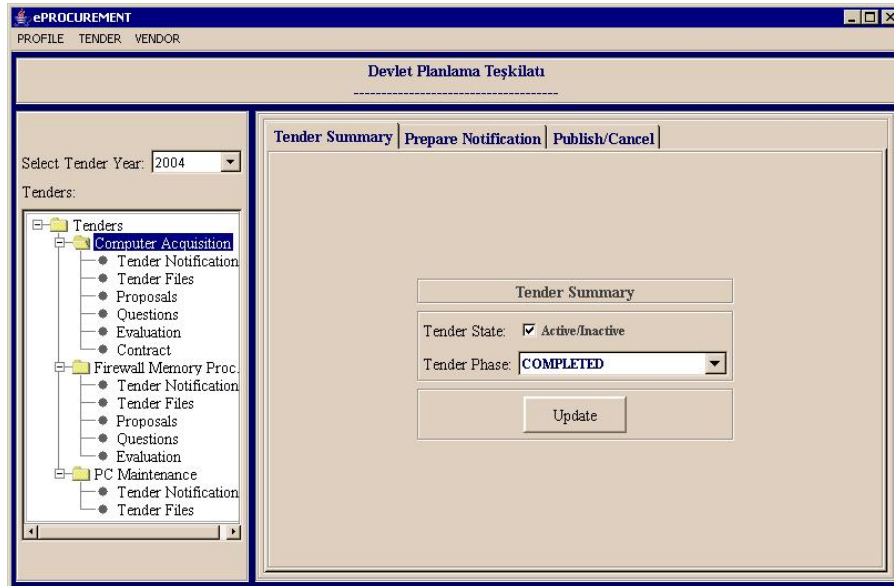 ePROCUREMENT
PROFILE TENDER VENDOR
Devlet Planlama Teşkilatı
------------------------------------
Select Tender Year: 2004
Tenders:
Tenders
Computer Acquisition
Tender Notification
Tender Files
Proposals
Questions
Evaluation
Contract
Firewall Memory Proc.
Tender Notification
Tender Files
Proposals
Questions
Evaluation
PC Maintenance
Tender Notification
Tender Files
Tender Summary Prepare Notification Publish/Cancel
Tender Summary
Tender State: Active/Inactive
Tender Phase: COMPLETED
Update